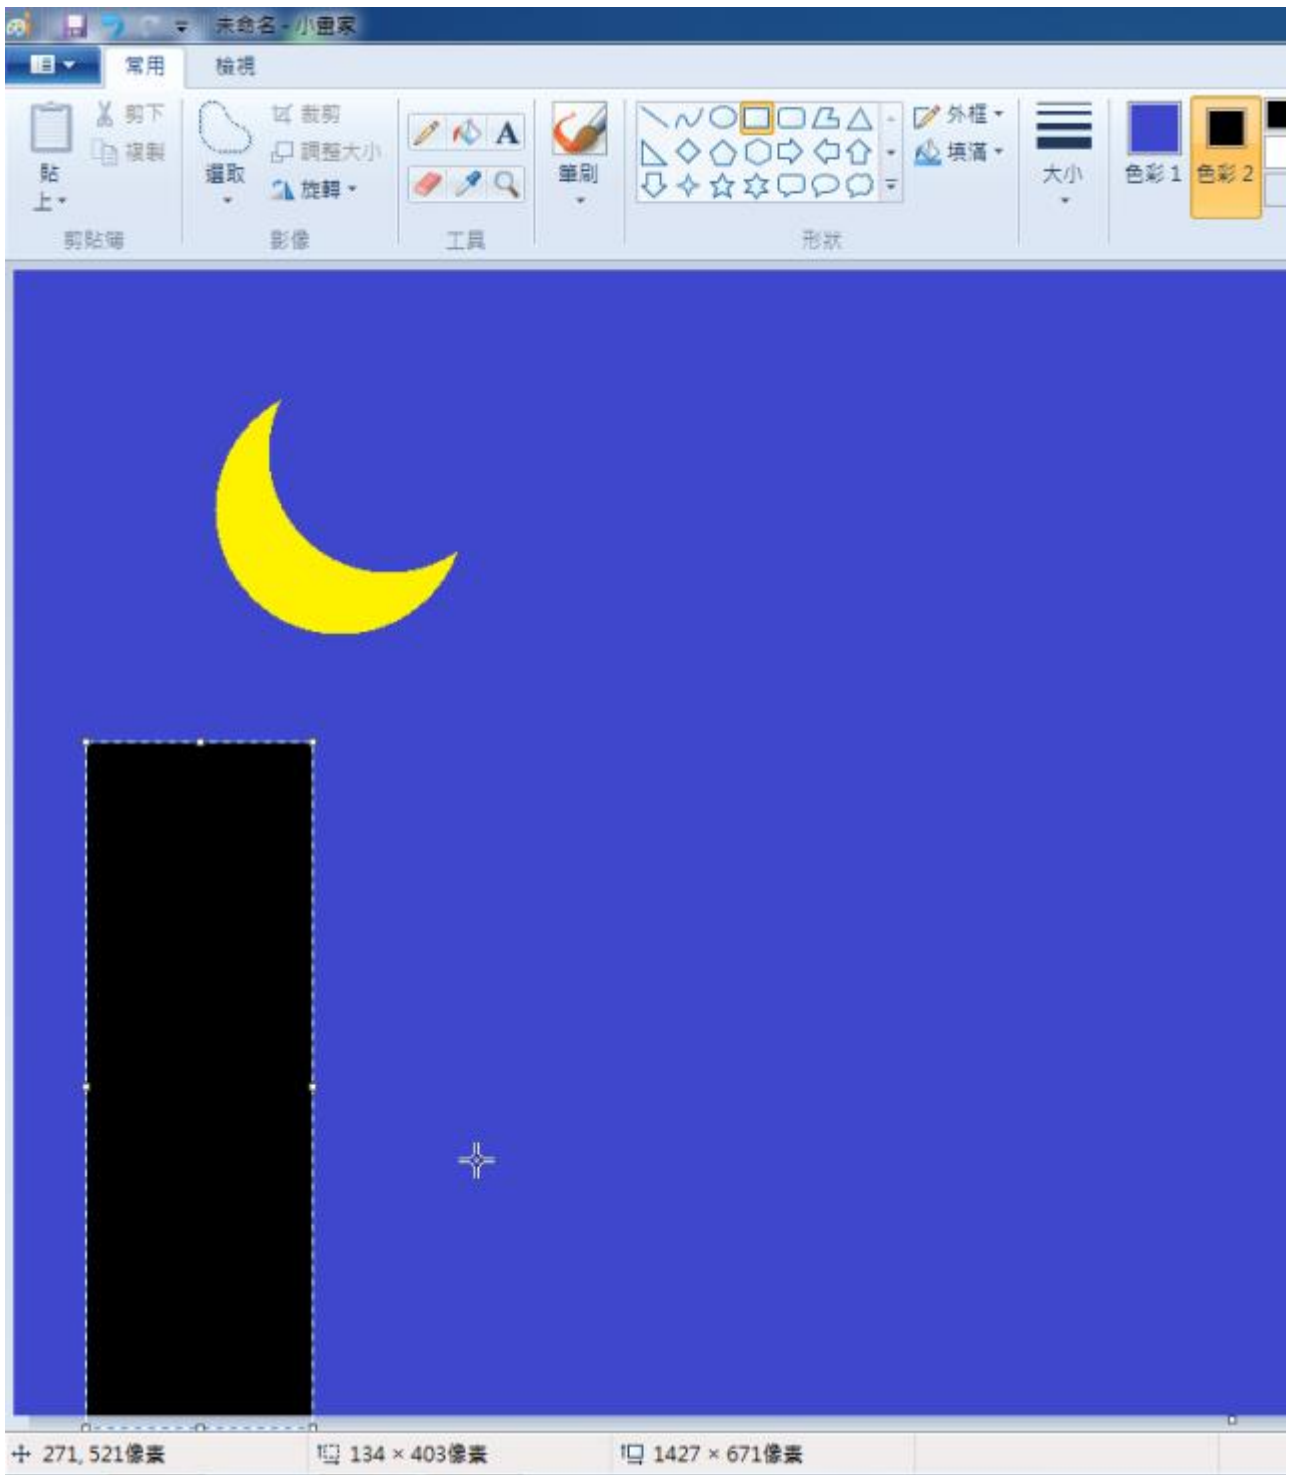 未命名 - 小畫家
常用 檢視
剪下
複製
貼上
剪貼簿
裁剪
調整大小
旋轉
選取
影像
A
工具
筆刷
外框
填滿
形狀
大小
色彩 1
色彩 2
271, 521像素 134 × 403像素 1427 × 671像素